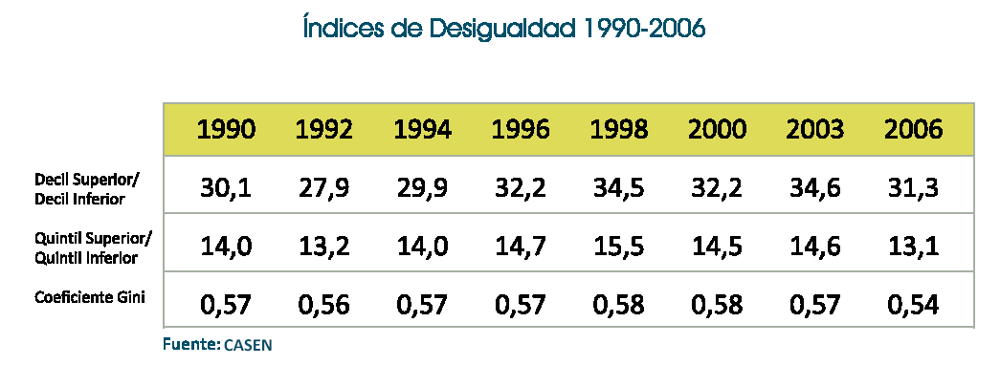 Índices de Desigualdad 1990-2006
1990 1992 1994 1996 1998 2000 2003 2006
Decil Superior/
Decil Inferior
30,1 27,9 29,9 32,2 34,5 32,2 34,6 31,3
Quintil Superior/
Quintil Inferior
14,0 13,2 14,0 14,7 15,5 14,5 14,6 13,1
Coeficiente Gini
0,57 0,56 0,57 0,57 0,58 0,58 0,57 0,54
Fuente: CASEN